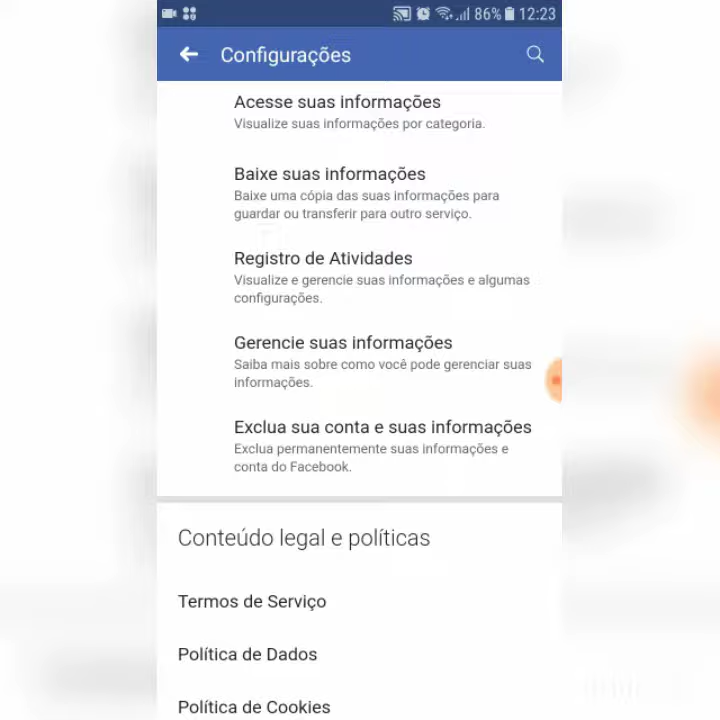 86% 12:23
Configurações
Acesse suas informações
Visualize suas informações por categoria.
Baixe suas informações
Baixe uma cópia das suas informações para
guardar ou transferir para outro serviço.
Registro de Atividades
Visualize e gerencie suas informações e algumas
configurações.
Gerencie suas informações
Saiba mais sobre como você pode gerenciar suas
informações.
Exclua sua conta e suas informações
Exclua permanentemente suas informações e
conta do Facebook.
Conteúdo legal e políticas
Termos de Serviço
Política de Dados
Política de Cookies